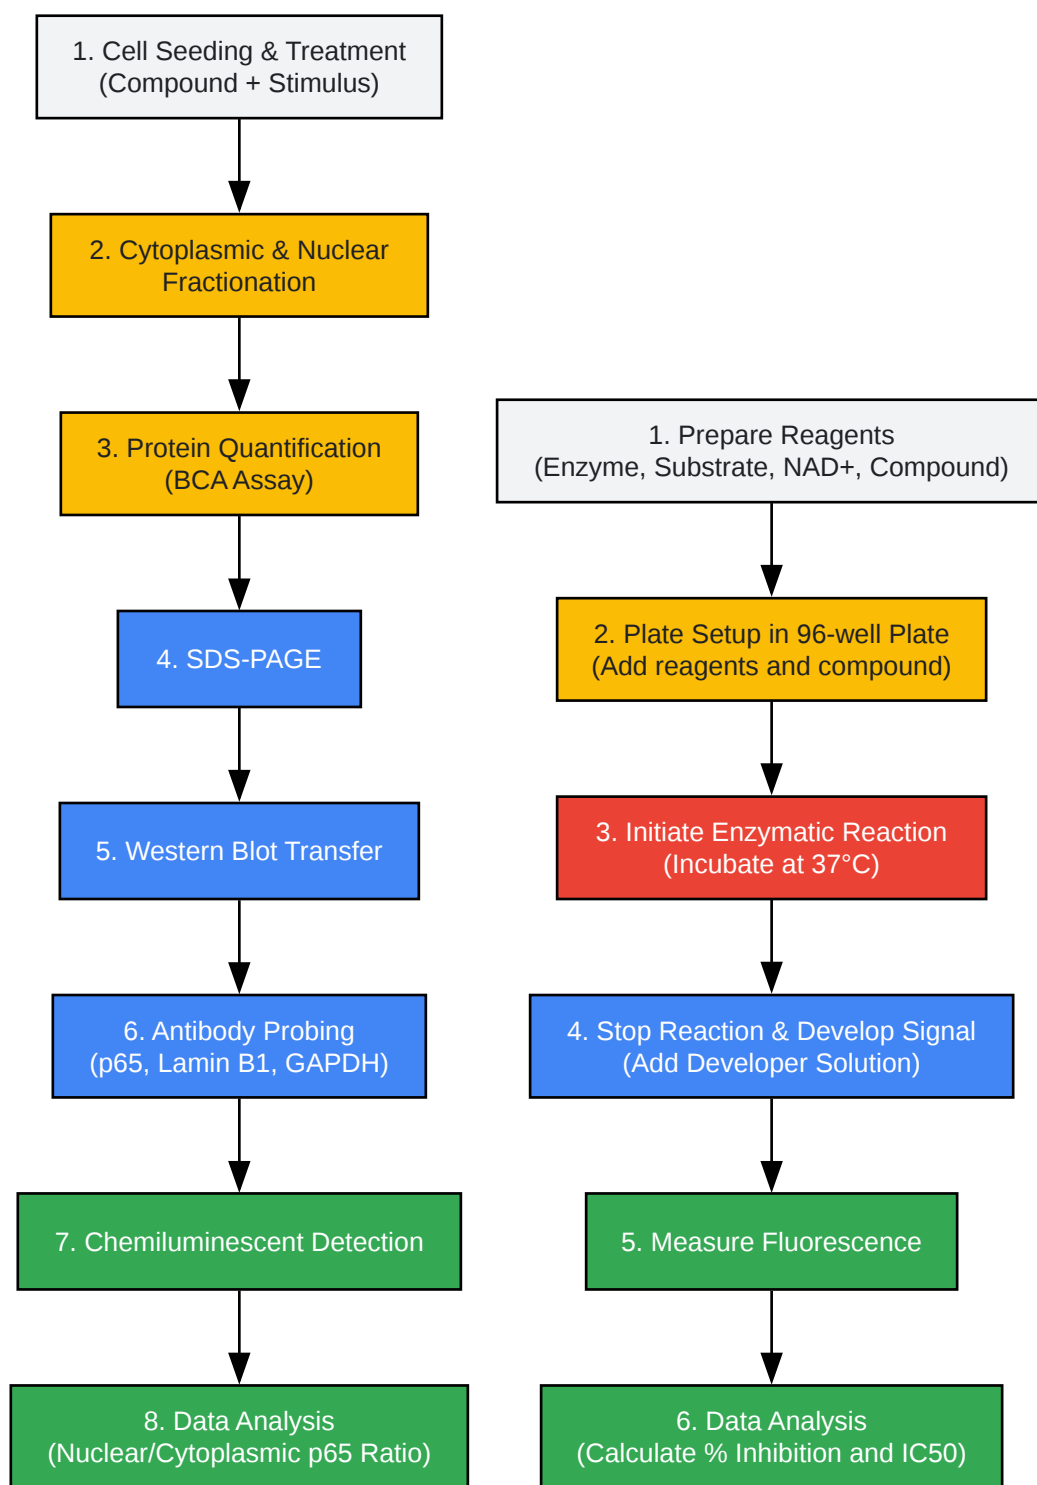 1. Cell Seeding & Treatment
(Compound + Stimulus)
2. Cytoplasmic & Nuclear
Fractionation
3. Protein Quantification
(BCA Assay)
4. SDS-PAGE
5. Western Blot Transfer
6. Antibody Probing
(p65, Lamin B1, GAPDH)
7. Chemiluminescent Detection
8. Data Analysis
(Nuclear/Cytoplasmic p65 Ratio)
1. Prepare Reagents
(Enzyme, Substrate, NAD+, Compound)
2. Plate Setup in 96-well Plate
(Add reagents and compound)
3. Initiate Enzymatic Reaction
(Incubate at 37°C)
4. Stop Reaction & Develop Signal
(Add Developer Solution)
5. Measure Fluorescence
6. Data Analysis
(Calculate % Inhibition and IC50)